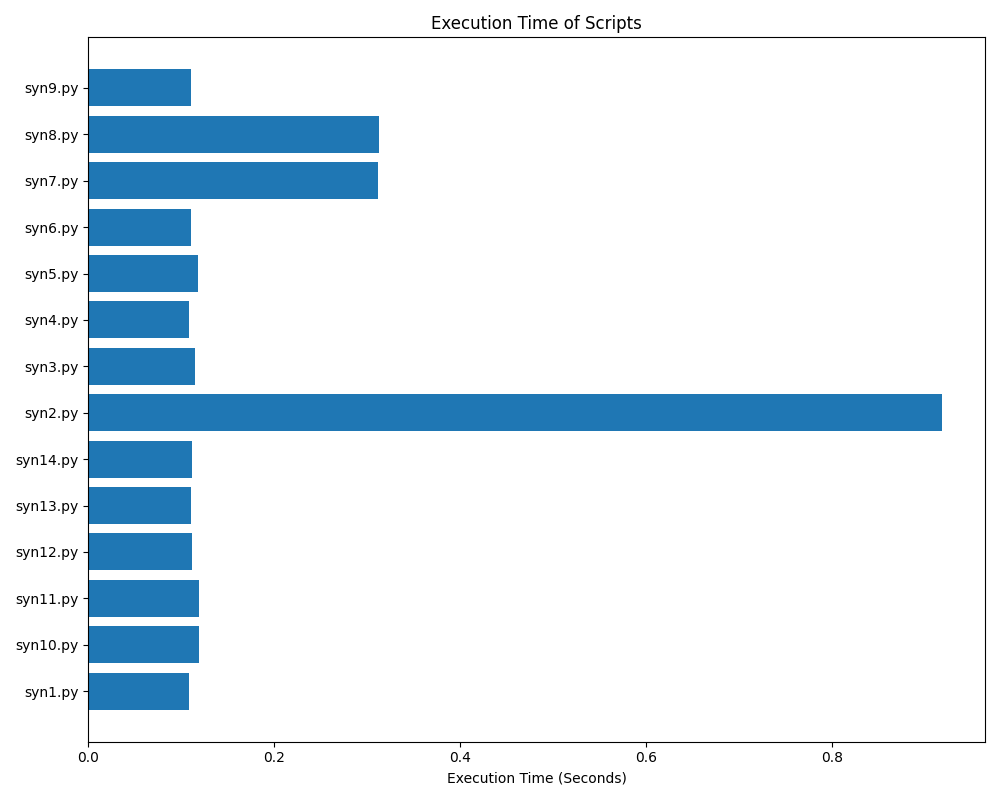 Execution Time of Scripts
syn9.py
syn8.py
syn7.py
syn6.py
syn5.py
syn4.py
syn3.py
syn2.py
syn14.py
syn13.py
syn12.py
syn11.py
syn10.py
syn1.py
0.0 0.2 0.4 0.6 0.8
Execution Time (Seconds)